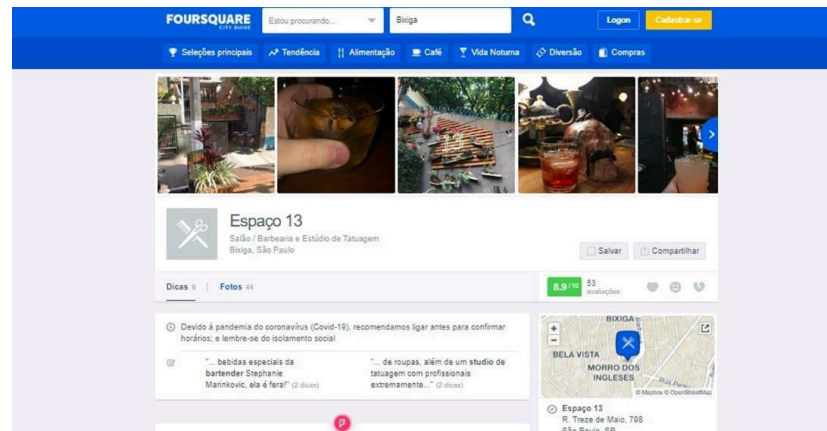 FOURSQUARE
CITY GUIDE
Estou procurando...
Bixiga
Logon
Cadastrar-se
Seleções principais
Tendência
Alimentação
Café
Vida Noturna
Diversão
Compras
13
Espaço 13
Salão / Barbearia e Estúdio de Tatuagem
Bixiga, São Paulo
Salvar
Compartilhar
Dicas 9
Fotos 44
8.9/10
53
avaliações
Devido à pandemia do coronavírus (Covid-19), recomendamos ligar antes para confirmar
horários; e lembre-se do isolamento social
"... bebidas especiais da
bartender Stephanie
Marinkovic, ela é fera!" (2 dicas)
"... de roupas, além de um studio de
tatuagem com profissionais
extremamente..." (2 dicas)
+
−
BIXIGA
BELA VISTA
MORRO DOS
INGLESES
© Mapbox © OpenStreetMap
Espaço 13
R. Treze de Maio, 798
São Paulo, SP